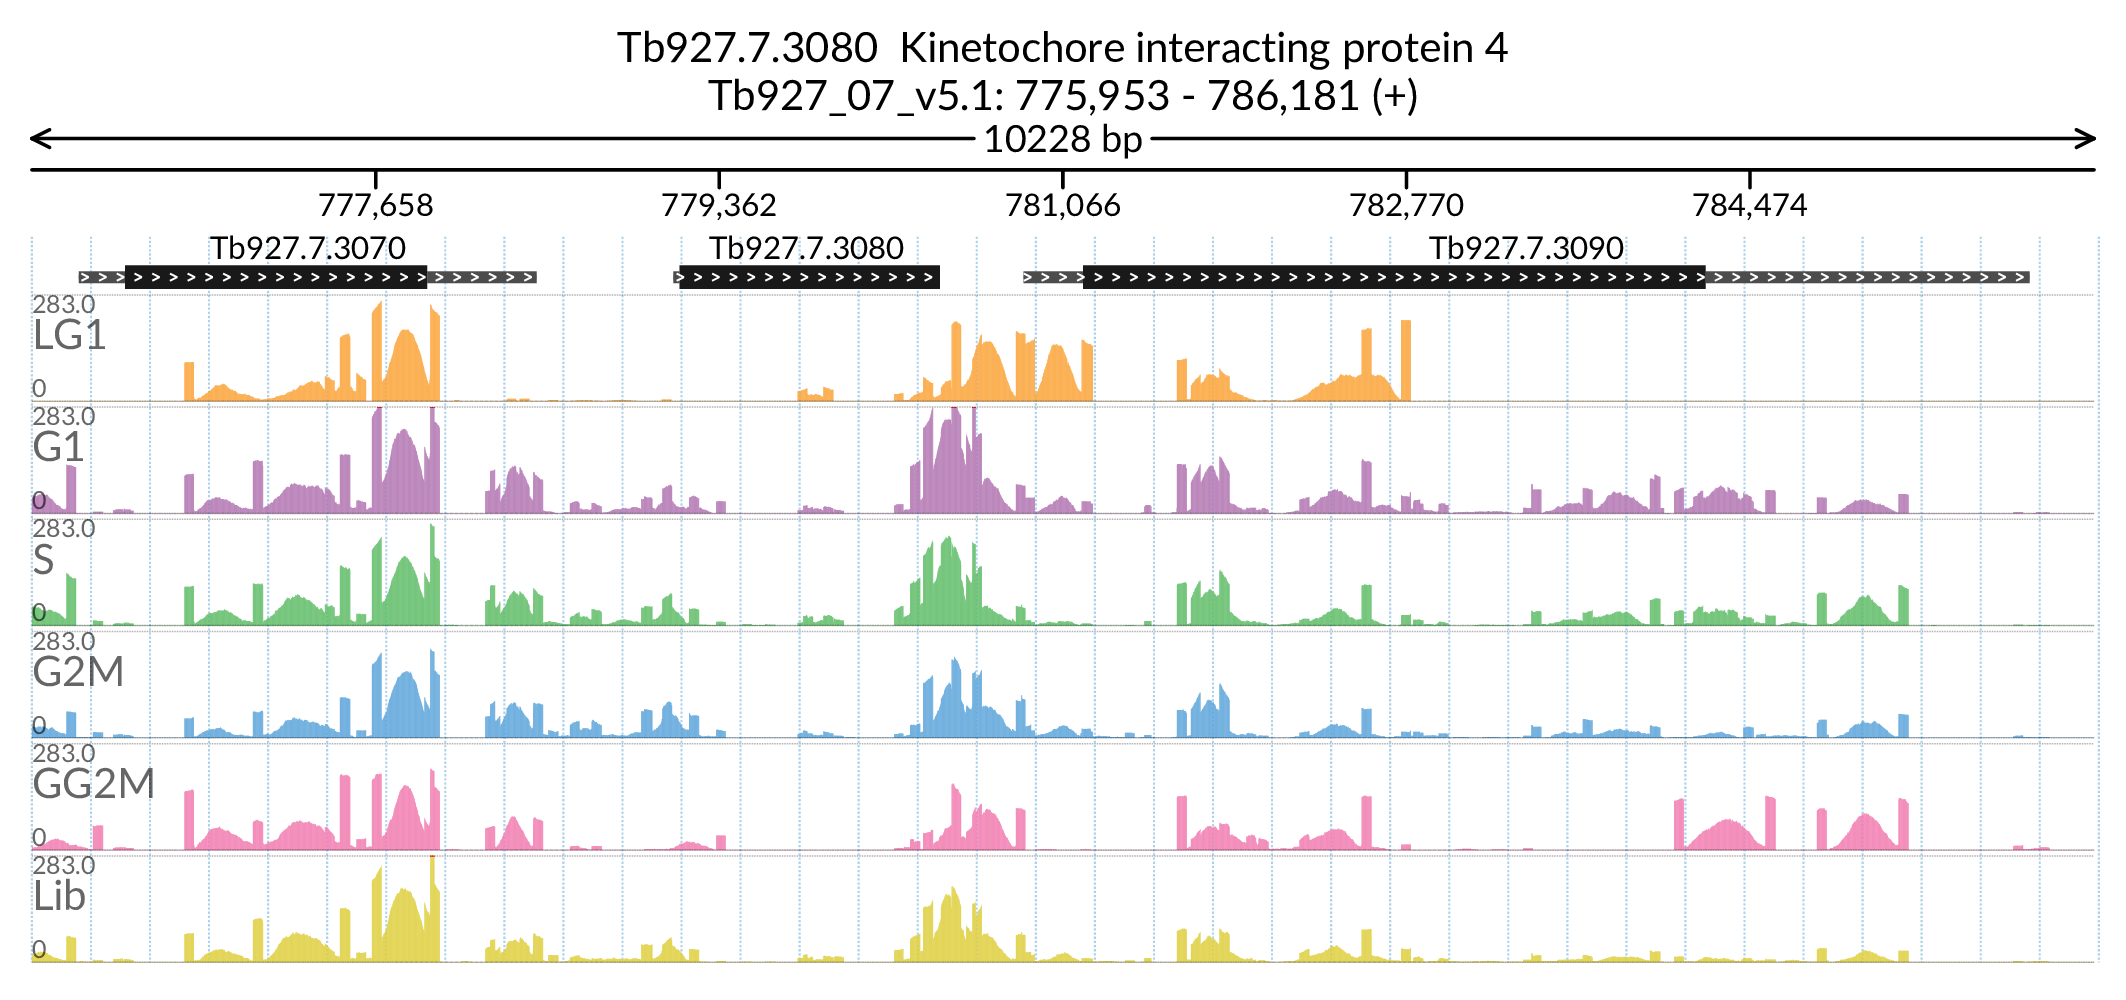 Tb927.7.3080  Kinetochore interacting protein 4
Tb927_07_v5.1: 775,953 - 786,181 (+)
10228 bp
777,658 779,362 781,066 782,770 784,474
Tb927.7.3070 Tb927.7.3080 Tb927.7.3090
283.0
LG1
0
283.0
G1
0
283.0
S
0
283.0
G2M
0
283.0
GG2M
0
283.0
Lib
0